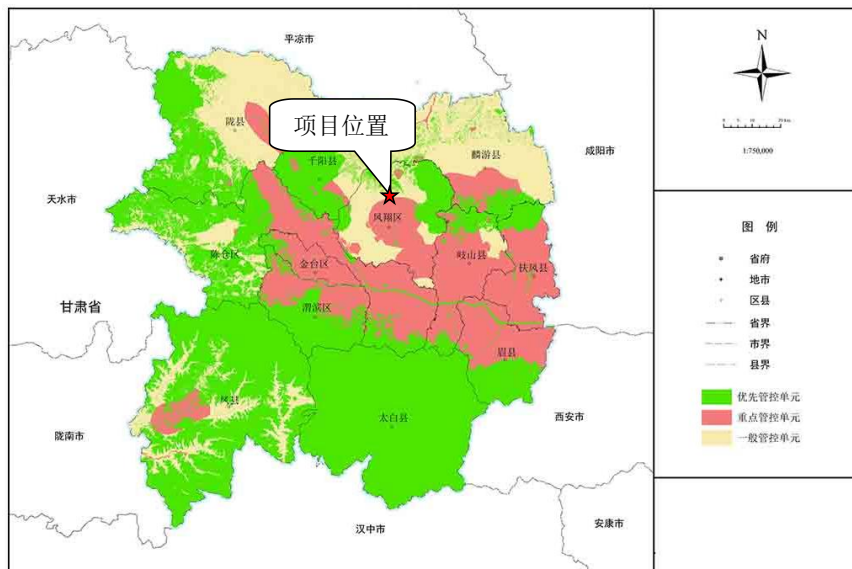 平凉市
N
陇县
项目位置
0 5 10 20 km
1:750,000
麟游县
咸阳市
千阳县
天水市
凤翔区
图 例
陈仓区
岐山县
扶风县
省府
金台区
地市
区县
甘肃省
渭滨区
省界
市界
眉县
县界
优先管控单元
凤县
太白县
西安市
重点管控单元
陇南市
一般管控单元
汉中市
安康市